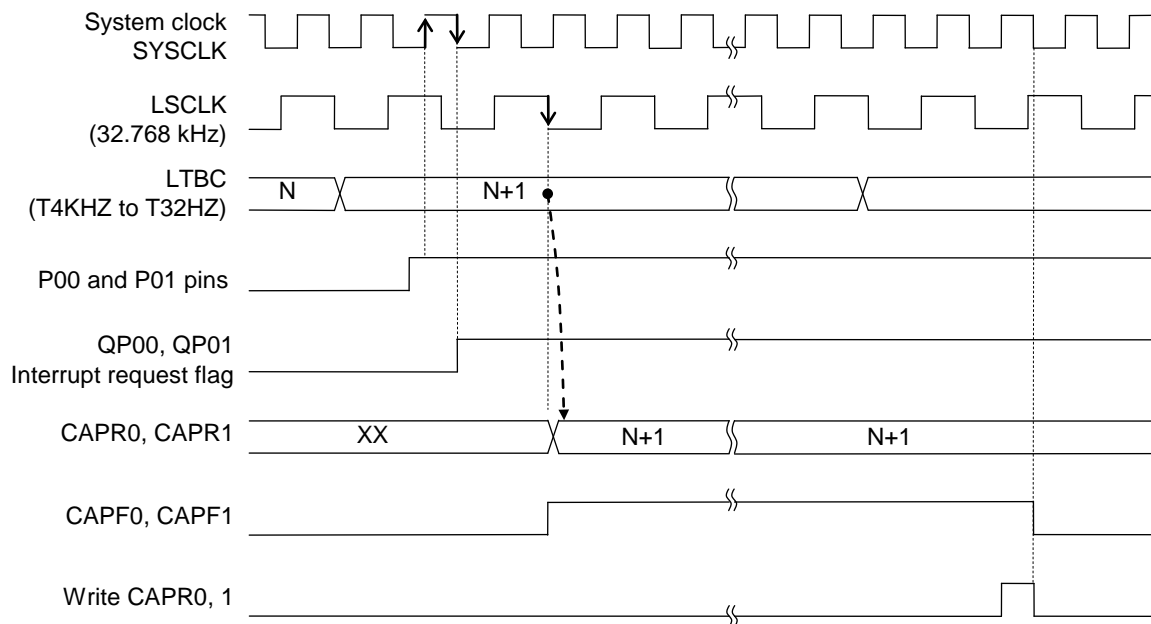 System clock
SYSCLK
LSCLK
(32.768 kHz)
LTBC
(T4KHZ to T32HZ)
N
N+1
P00 and P01 pins
QP00, QP01
Interrupt request flag
CAPR0, CAPR1
XX
N+1
N+1
CAPF0, CAPF1
Write CAPR0, 1